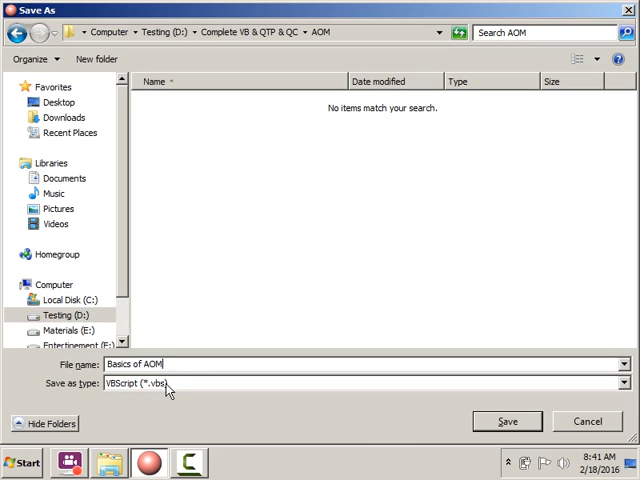 Save As
Computer ▸ Testing (D:) ▸ Complete VB & QTP & QC ▸ AOM
Search AOM
Organize
New folder
Name
Date modified
Type
Size
No items match your search.
Favorites
Desktop
Downloads
Recent Places
Libraries
Documents
Music
Pictures
Videos
Homegroup
Computer
Local Disk (C:)
Testing (D:)
Materials (E:)
Entertinement (F:)
File name: Basics of AOM
Save as type: VBScript (*.vbs)
Hide Folders
Save
Cancel
Start
8:41 AM
2/18/2016